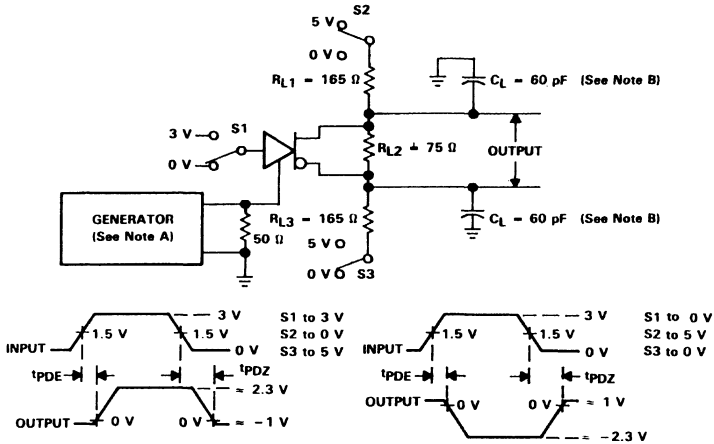 S2
5 V
0 V
RL1 = 165 Ω
CL = 60 pF (See Note B)
3 V
S1
0 V
RL2 = 75 Ω
OUTPUT
GENERATOR
(See Note A)
50 Ω
RL3 = 165 Ω
CL = 60 pF (See Note B)
5 V
0 V
S3
3 V
S1 to 3 V
1.5 V
1.5 V
S2 to 0 V
INPUT
0 V
S3 to 5 V
tPDE
tPDZ
≈ 2.3 V
OUTPUT
0 V
0 V
≈ -1 V
3 V
S1 to 0 V
1.5 V
1.5 V
S2 to 5 V
INPUT
0 V
S3 to 0 V
tPDE
tPDZ
OUTPUT
0 V
0 V
≈ 1 V
≈ -2.3 V